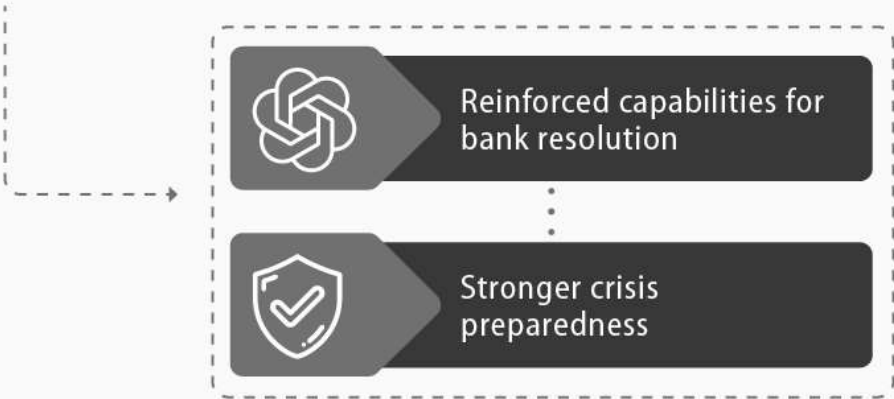 Reinforced capabilities for
bank resolution
Stronger crisis
preparedness